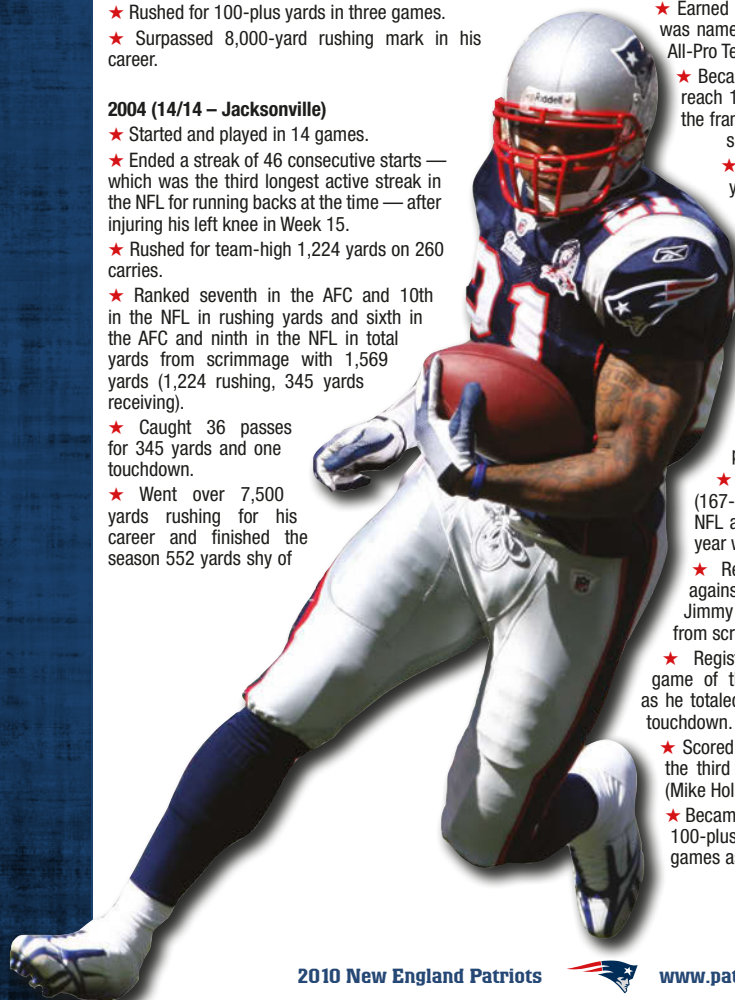 ★ Rushed for 100-plus yards in three games.
★ Surpassed 8,000-yard rushing mark in his
career.
2004 (14/14 – Jacksonville)
★ Started and played in 14 games.
★ Ended a streak of 46 consecutive starts —
which was the third longest active streak in
the NFL for running backs at the time — after
injuring his left knee in Week 15.
★ Rushed for team-high 1,224 yards on 260
carries.
★ Ranked seventh in the AFC and 10th
in the NFL in rushing yards and sixth in
the AFC and ninth in the NFL in total
yards from scrimmage with 1,569
yards (1,224 rushing, 345 yards
receiving).
★ Caught 36 passes
for 345 yards and one
touchdown.
★ Went over 7,500
yards rushing for his
career and finished the
season 552 yards shy of
★ Earned
was name
All-Pro Te
★ Beca
reach 1
the fran
s
★
y
p
★
(167-
NFL a
year w
★ Re
agains
Jimmy
from scr
★ Regist
game of t
as he totaled
touchdown.
★ Scored
the third
(Mike Hol
★ Becam
100-plus
games a
Riddell
21
21
2010 New England Patriots
www.pat